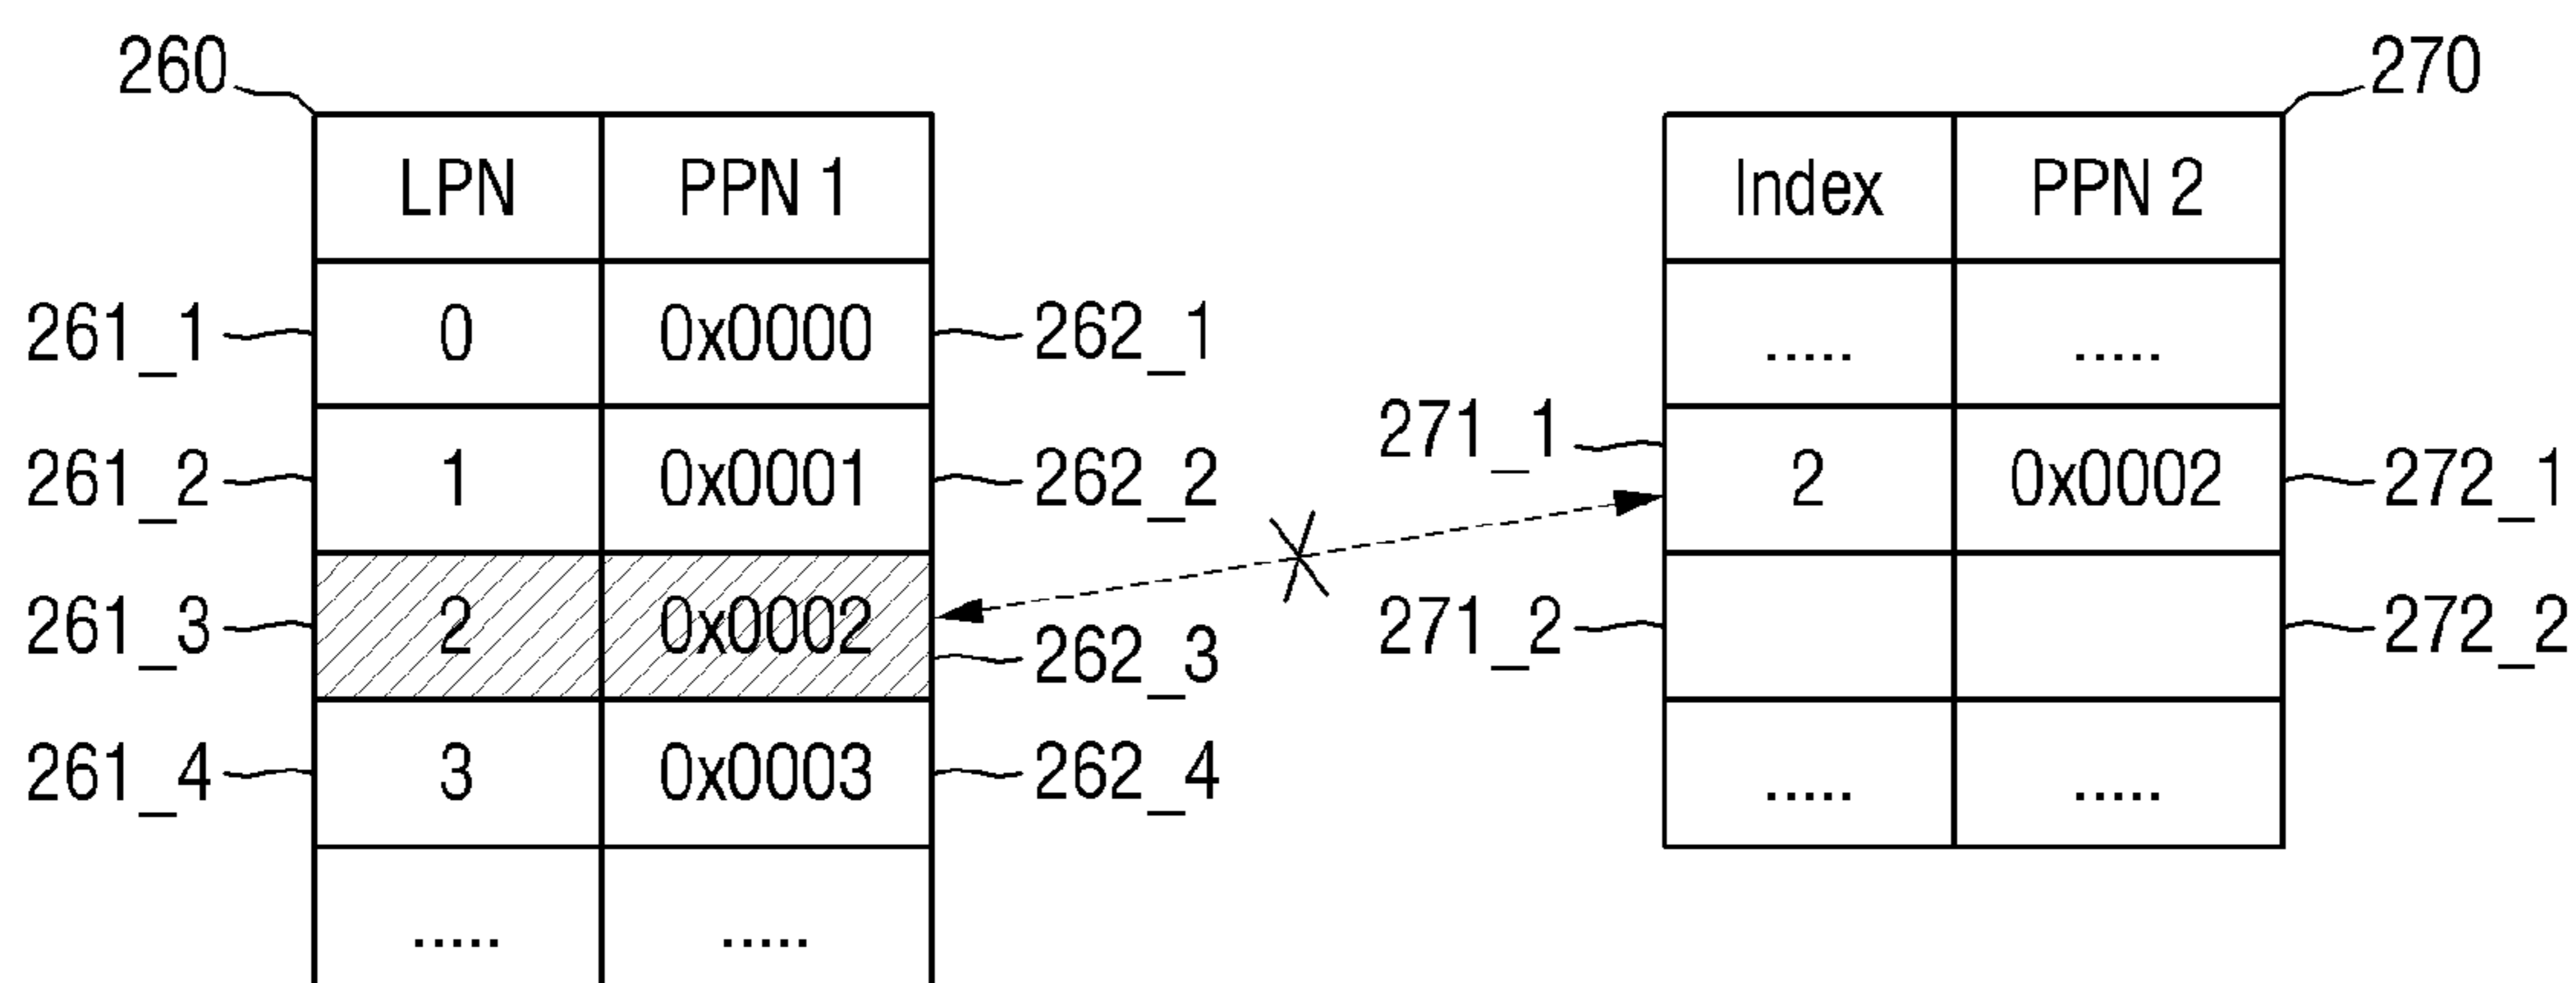 260 270
LPN PPN 1 Index PPN 2
261_1 0 0x0000 262_1 ..... .....
271_1
261_2 1 0x0001 262_2 2 0x0002 272_1
261_3 2 0x0002 262_3 271_2 272_2
261_4 3 0x0003 262_4 ..... .....
..... .....